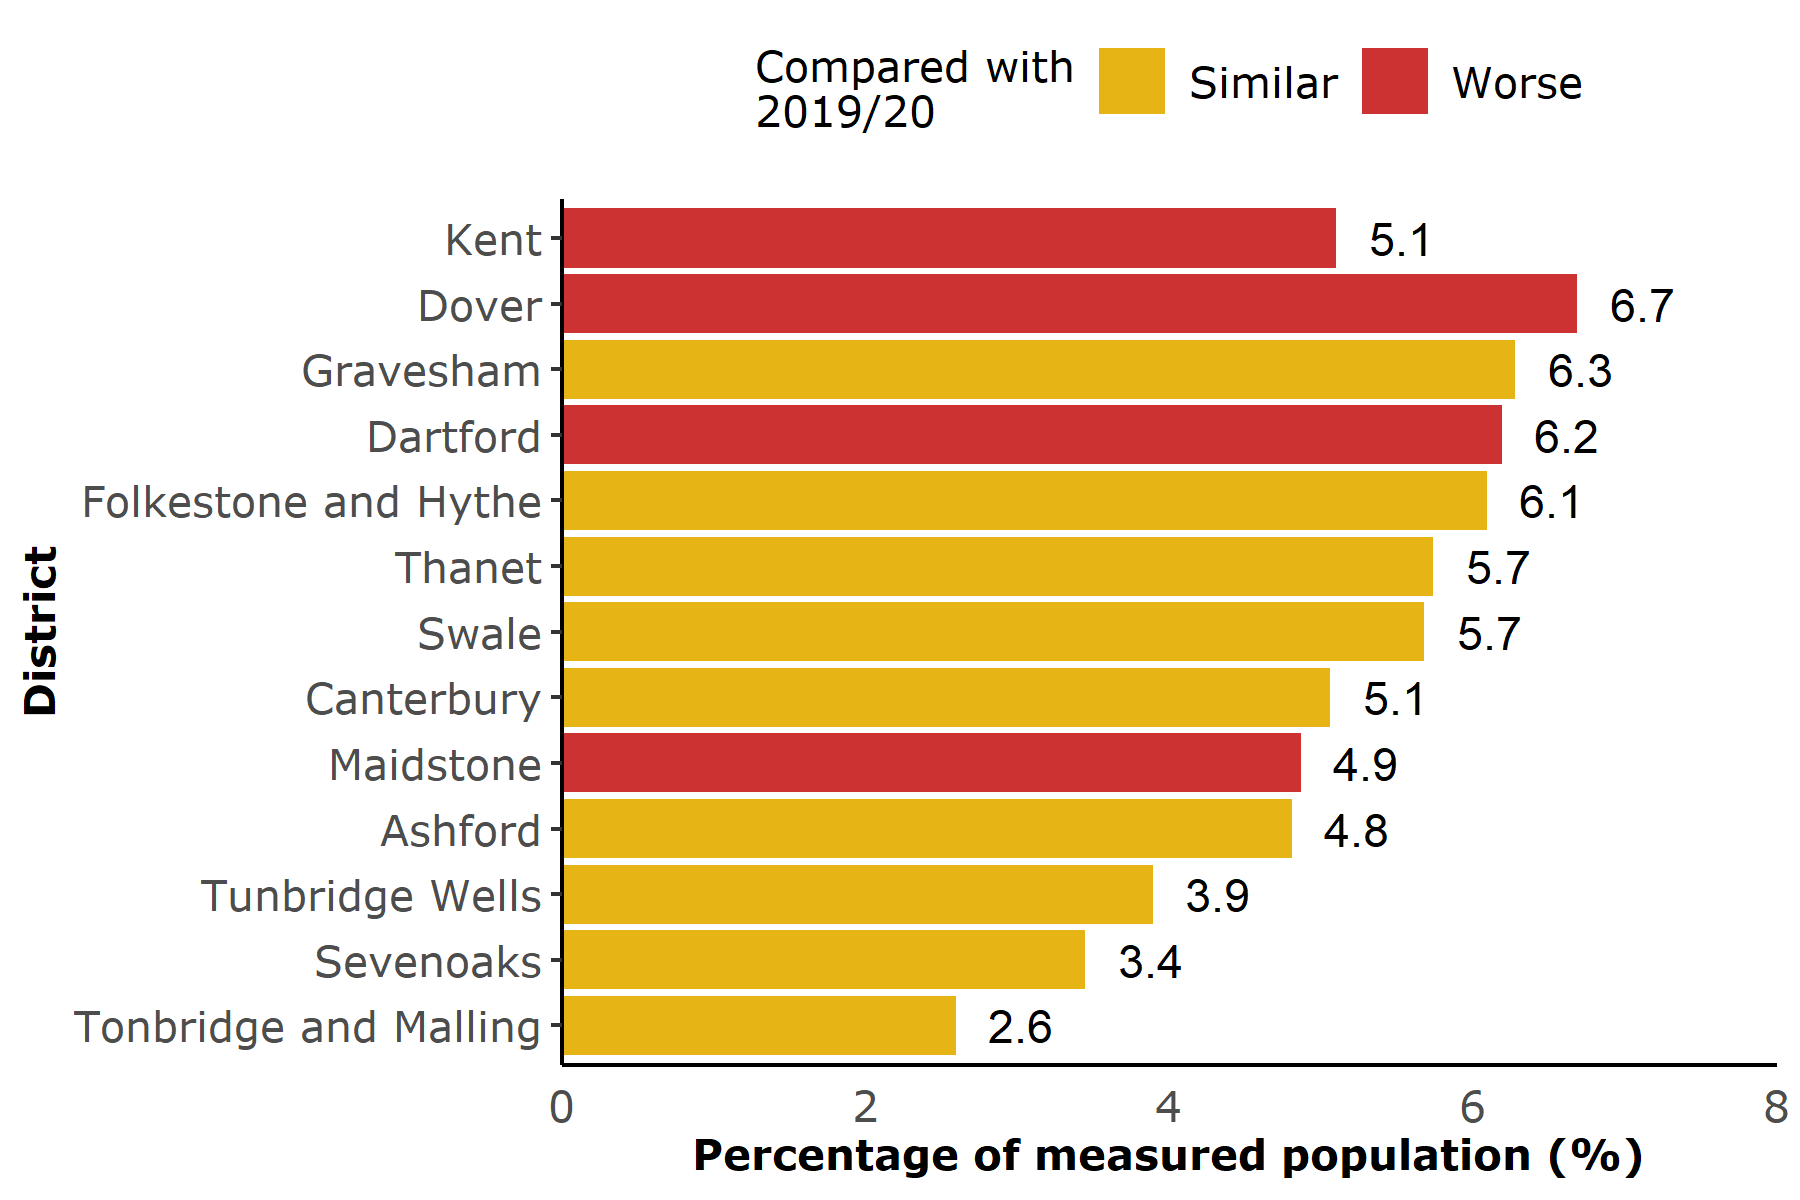 Compared with
2019/20
Similar
Worse
Kent 5.1
Dover 6.7
Gravesham 6.3
Dartford 6.2
Folkestone and Hythe 6.1
Thanet 5.7
Swale 5.7
Canterbury 5.1
Maidstone 4.9
Ashford 4.8
Tunbridge Wells 3.9
Sevenoaks 3.4
Tonbridge and Malling 2.6
District
0 2 4 6 8
Percentage of measured population (%)